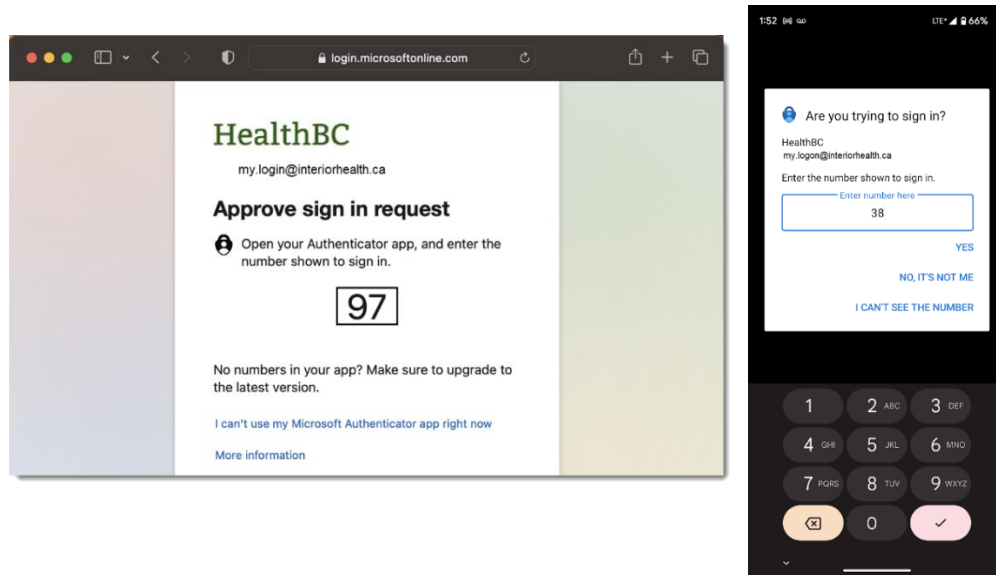 login.microsoftonline.com
HealthBC
my.login@interiorhealth.ca
Approve sign in request
Open your Authenticator app, and enter the
number shown to sign in.
97
No numbers in your app? Make sure to upgrade to
the latest version.
I can't use my Microsoft Authenticator app right now
More information
1:52
LTE+ 66%
Are you trying to sign in?
HealthBC
my.logon@interiorhealth.ca
Enter the number shown to sign in.
Enter number here
38
YES
NO, IT'S NOT ME
I CAN'T SEE THE NUMBER
1 2 ABC 3 DEF
4 GHI 5 JKL 6 MNO
7 PQRS 8 TUV 9 WXYZ
0